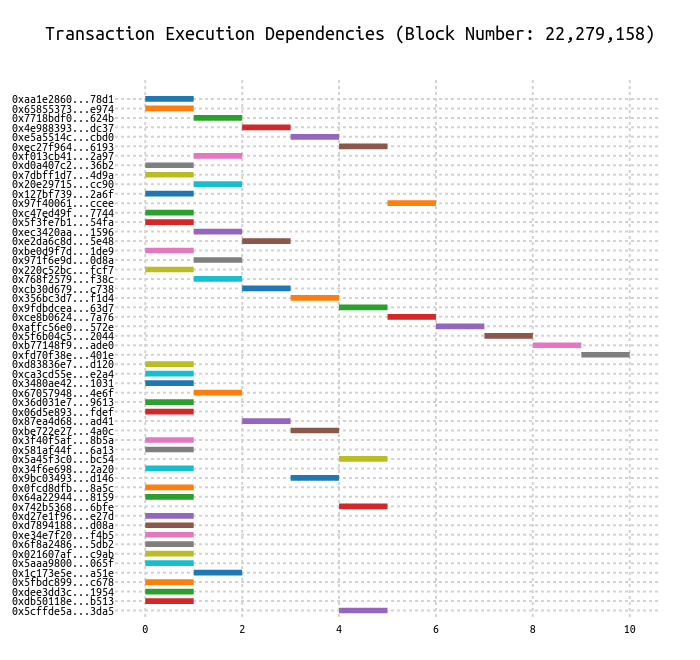 Transaction Execution Dependencies (Block Number: 22,279,158)
0xaa1e2860...78d1
0x65855373...e974
0x7718bdf0...624b
0x4e988393...dc37
0xe5a5514c...cbd0
0xec27f964...6193
0xf013cb41...2a97
0xd0a407c2...36b2
0x7dbff1d7...4d9a
0x20e29715...cc90
0x127bf739...2a6f
0x97f40061...ccee
0xc47ed49f...7744
0x5f3fe7b1...54fa
0xec3420aa...1596
0xe2da6c8d...5e48
0xbe0d9f7d...1de9
0x971f6e9d...0d8a
0x220c52bc...fcf7
0x768f2579...f38c
0xcb30d679...c738
0x356bc3d7...f1d4
0x9fdbdcea...63d7
0xce8b0624...7a76
0xaffc56e0...572e
0x5f6b04c5...2044
0xb77148f9...ade0
0xfd70f38e...401e
0xd83836e7...d120
0xca3cd55e...e2a4
0x3480ae42...1031
0x67057948...4e6f
0x36d031e7...9613
0x06d5e893...fdef
0x87ea4d68...ad41
0xbe722e27...4a0c
0x3f40f5af...8b5a
0x581af44f...6a13
0x5a45f3c0...bc54
0x34f6e698...2a20
0x9bc03493...d146
0x0fcd8dfb...8a5c
0x64a22944...8159
0x742b5368...6bfe
0xd27e1f96...e27d
0xd7894188...d08a
0xe34e7f20...f4b5
0x6f8a2486...5db2
0x021607af...c9ab
0x5aaa9800...065f
0x1c173e5e...a51e
0x5fbdc899...c678
0xdee3dd3c...1954
0xdb50118e...b513
0x5cffde5a...3da5
0 2 4 6 8 10